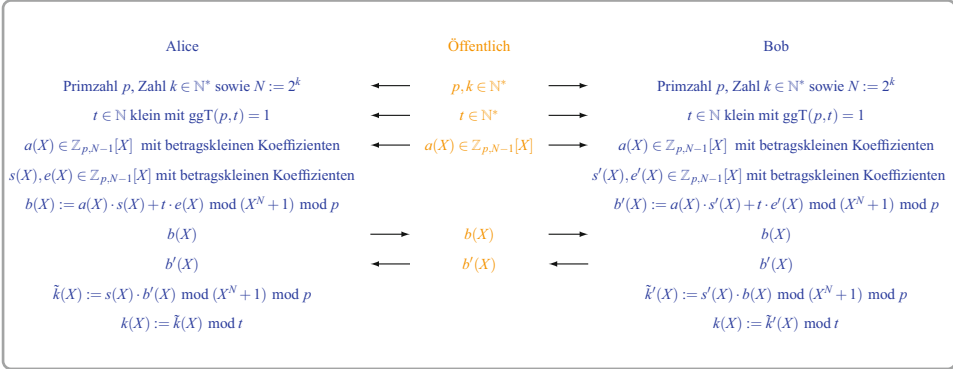 Alice Öffentlich Bob
Primzahl p, Zahl k ∈ ℕ* sowie N := 2^k ← p, k ∈ ℕ* → Primzahl p, Zahl k ∈ ℕ* sowie N := 2^k
t ∈ ℕ klein mit ggT(p,t) = 1 ← t ∈ ℕ* → t ∈ ℕ klein mit ggT(p,t) = 1
a(X) ∈ ℤ_{p,N−1}[X] mit betragskleinen Koeffizienten ← a(X) ∈ ℤ_{p,N−1}[X] → a(X) ∈ ℤ_{p,N−1}[X] mit betragskleinen Koeffizienten
s(X), e(X) ∈ ℤ_{p,N−1}[X] mit betragskleinen Koeffizienten s′(X), e′(X) ∈ ℤ_{p,N−1}[X] mit betragskleinen Koeffizienten
b(X) := a(X) · s(X) + t · e(X) mod (X^N + 1) mod p b′(X) := a(X) · s′(X) + t · e′(X) mod (X^N + 1) mod p
b(X) → b(X) → b(X)
b′(X) ← b′(X) ← b′(X)
k̃(X) := s(X) · b′(X) mod (X^N + 1) mod p k̃′(X) := s′(X) · b(X) mod (X^N + 1) mod p
k(X) := k̃(X) mod t k(X) := k̃′(X) mod t